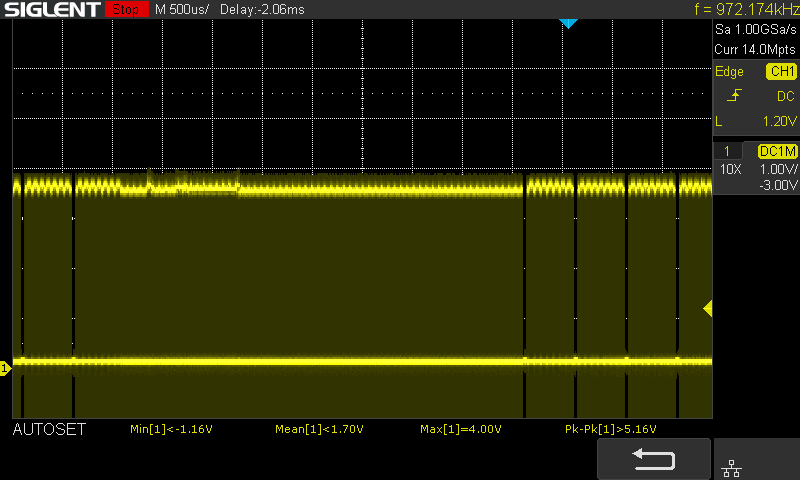 SIGLENT Stop M 500us/ Delay:-2.06ms f = 972.174kHz
Sa 1.00GSa/s
Curr 14.0Mpts
Edge CH1
DC
L 1.20V
1 DC1M
10X 1.00V/
-3.00V
1
AUTOSET Min[1]<-1.16V Mean[1]<1.70V Max[1]=4.00V Pk-Pk[1]>5.16V